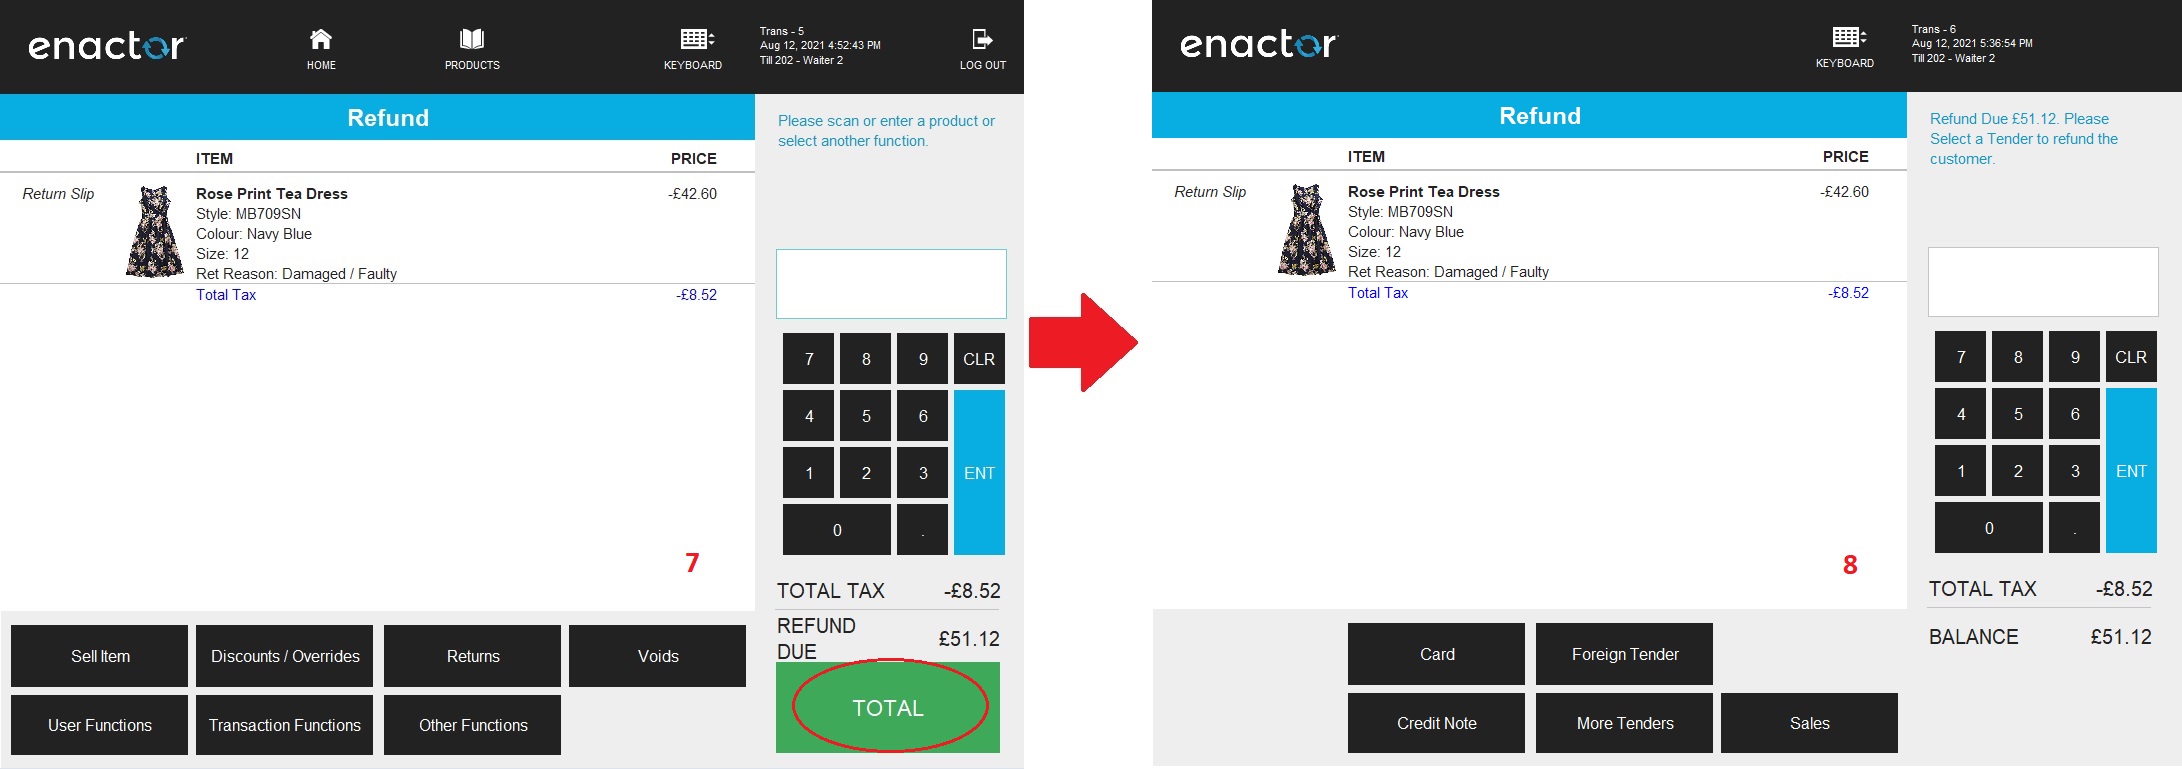 enactor
HOME
PRODUCTS
KEYBOARD
Trans - 5
Aug 12, 2021 4:52:43 PM
Till 202 - Waiter 2
LOG OUT
Refund
ITEM PRICE
Return Slip Rose Print Tea Dress -£42.60
Style: MB709SN
Colour: Navy Blue
Size: 12
Ret Reason: Damaged / Faulty
Total Tax -£8.52
7
Please scan or enter a product or
select another function.
7 8 9 CLR
4 5 6
1 2 3 ENT
0 .
TOTAL TAX -£8.52
REFUND
DUE £51.12
TOTAL
Sell Item Discounts / Overrides Returns Voids
User Functions Transaction Functions Other Functions
enactor
KEYBOARD
Trans - 6
Aug 12, 2021 5:36:54 PM
Till 202 - Waiter 2
Refund
ITEM PRICE
Return Slip Rose Print Tea Dress -£42.60
Style: MB709SN
Colour: Navy Blue
Size: 12
Ret Reason: Damaged / Faulty
Total Tax -£8.52
8
Refund Due £51.12. Please
Select a Tender to refund the
customer.
7 8 9 CLR
4 5 6
1 2 3 ENT
0 .
TOTAL TAX -£8.52
BALANCE £51.12
Card Foreign Tender
Credit Note More Tenders Sales